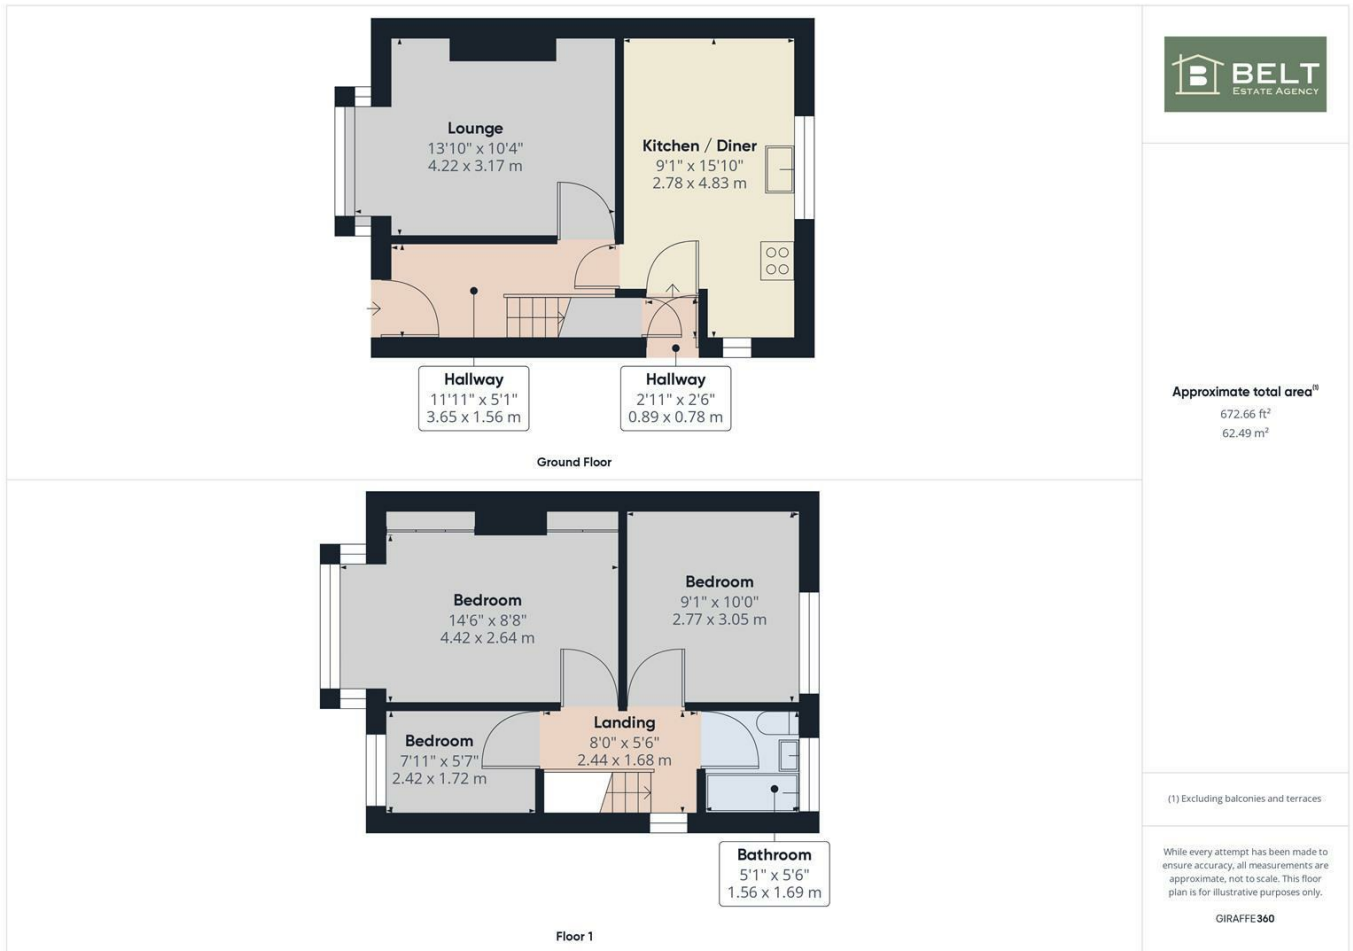 Lounge
13'10" x 10'4"
4.22 x 3.17 m
Kitchen / Diner
9'1" x 15'10"
2.78 x 4.83 m
Hallway
11'11" x 5'1"
3.65 x 1.56 m
Hallway
2'11" x 2'6"
0.89 x 0.78 m
Ground Floor
Bedroom
14'6" x 8'8"
4.42 x 2.64 m
Bedroom
9'1" x 10'0"
2.77 x 3.05 m
Bedroom
7'11" x 5'7"
2.42 x 1.72 m
Landing
8'0" x 5'6"
2.44 x 1.68 m
Bathroom
5'1" x 5'6"
1.56 x 1.69 m
Floor 1
B BELT
ESTATE AGENCY
Approximate total area(1)
672.66 ft²
62.49 m²
(1) Excluding balconies and terraces
While every attempt has been made to
ensure accuracy, all measurements are
approximate, not to scale. This floor
plan is for illustrative purposes only.
GIRAFFE360